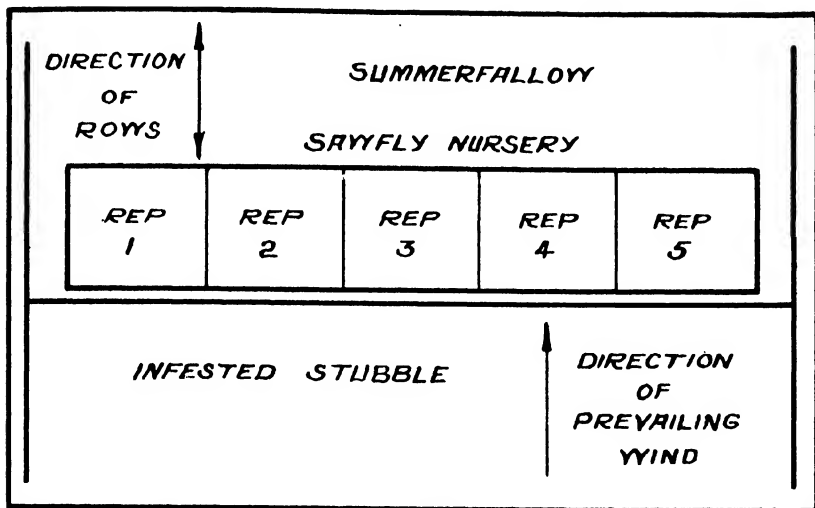 DIRECTION
OF
ROWS
SUMMERFALLOW
SAWFLY NURSERY
REP
1
REP
2
REP
3
REP
4
REP
5
INFESTED STUBBLE
DIRECTION
OF
PREVAILING
WIND